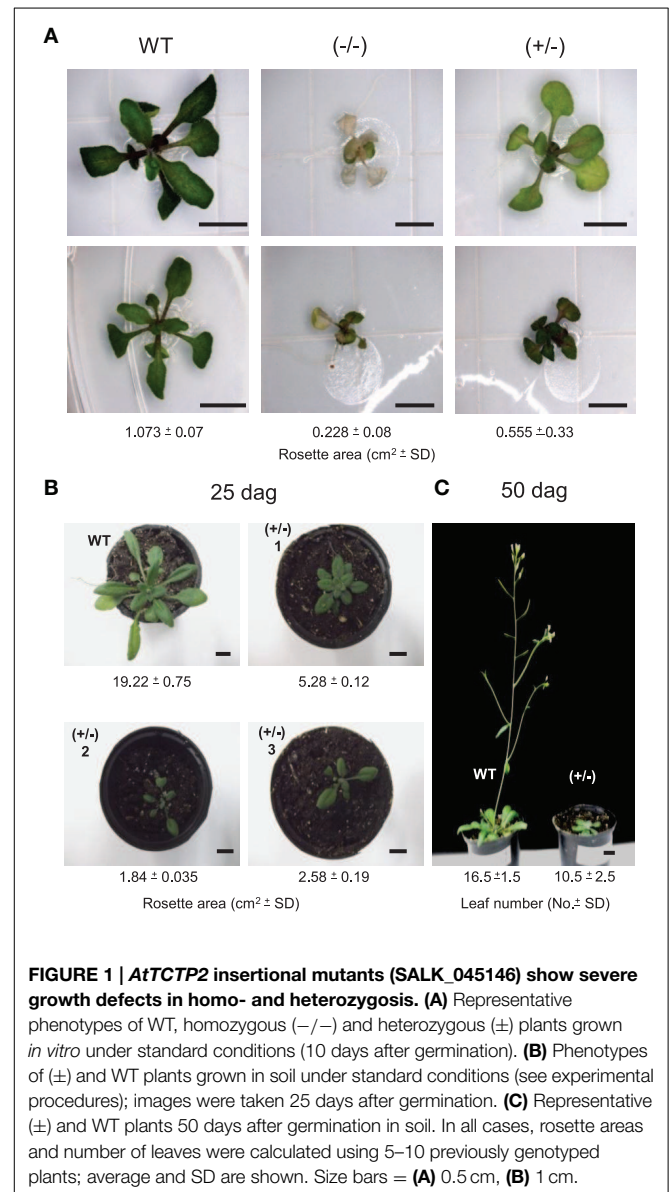 A
WT (-/-) (+/-)
1.073 ± 0.07 0.228 ± 0.08 0.555 ± 0.33
Rosette area (cm² ± SD)
B 25 dag
WT
(+/-)
1
19.22 ± 0.75 5.28 ± 0.12
(+/-)
2
(+/-)
3
1.84 ± 0.035 2.58 ± 0.19
Rosette area (cm² ± SD)
C 50 dag
WT (+/-)
16.5 ±1.5 10.5 ± 2.5
Leaf number (No.± SD)
FIGURE 1 | AtTCTP2 insertional mutants (SALK_045146) show severe
growth defects in homo- and heterozygosis. (A) Representative
phenotypes of WT, homozygous (−/−) and heterozygous (±) plants grown
in vitro under standard conditions (10 days after germination). (B) Phenotypes
of (±) and WT plants grown in soil under standard conditions (see experimental
procedures); images were taken 25 days after germination. (C) Representative
(±) and WT plants 50 days after germination in soil. In all cases, rosette areas
and number of leaves were calculated using 5–10 previously genotyped
plants; average and SD are shown. Size bars = (A) 0.5 cm, (B) 1 cm.